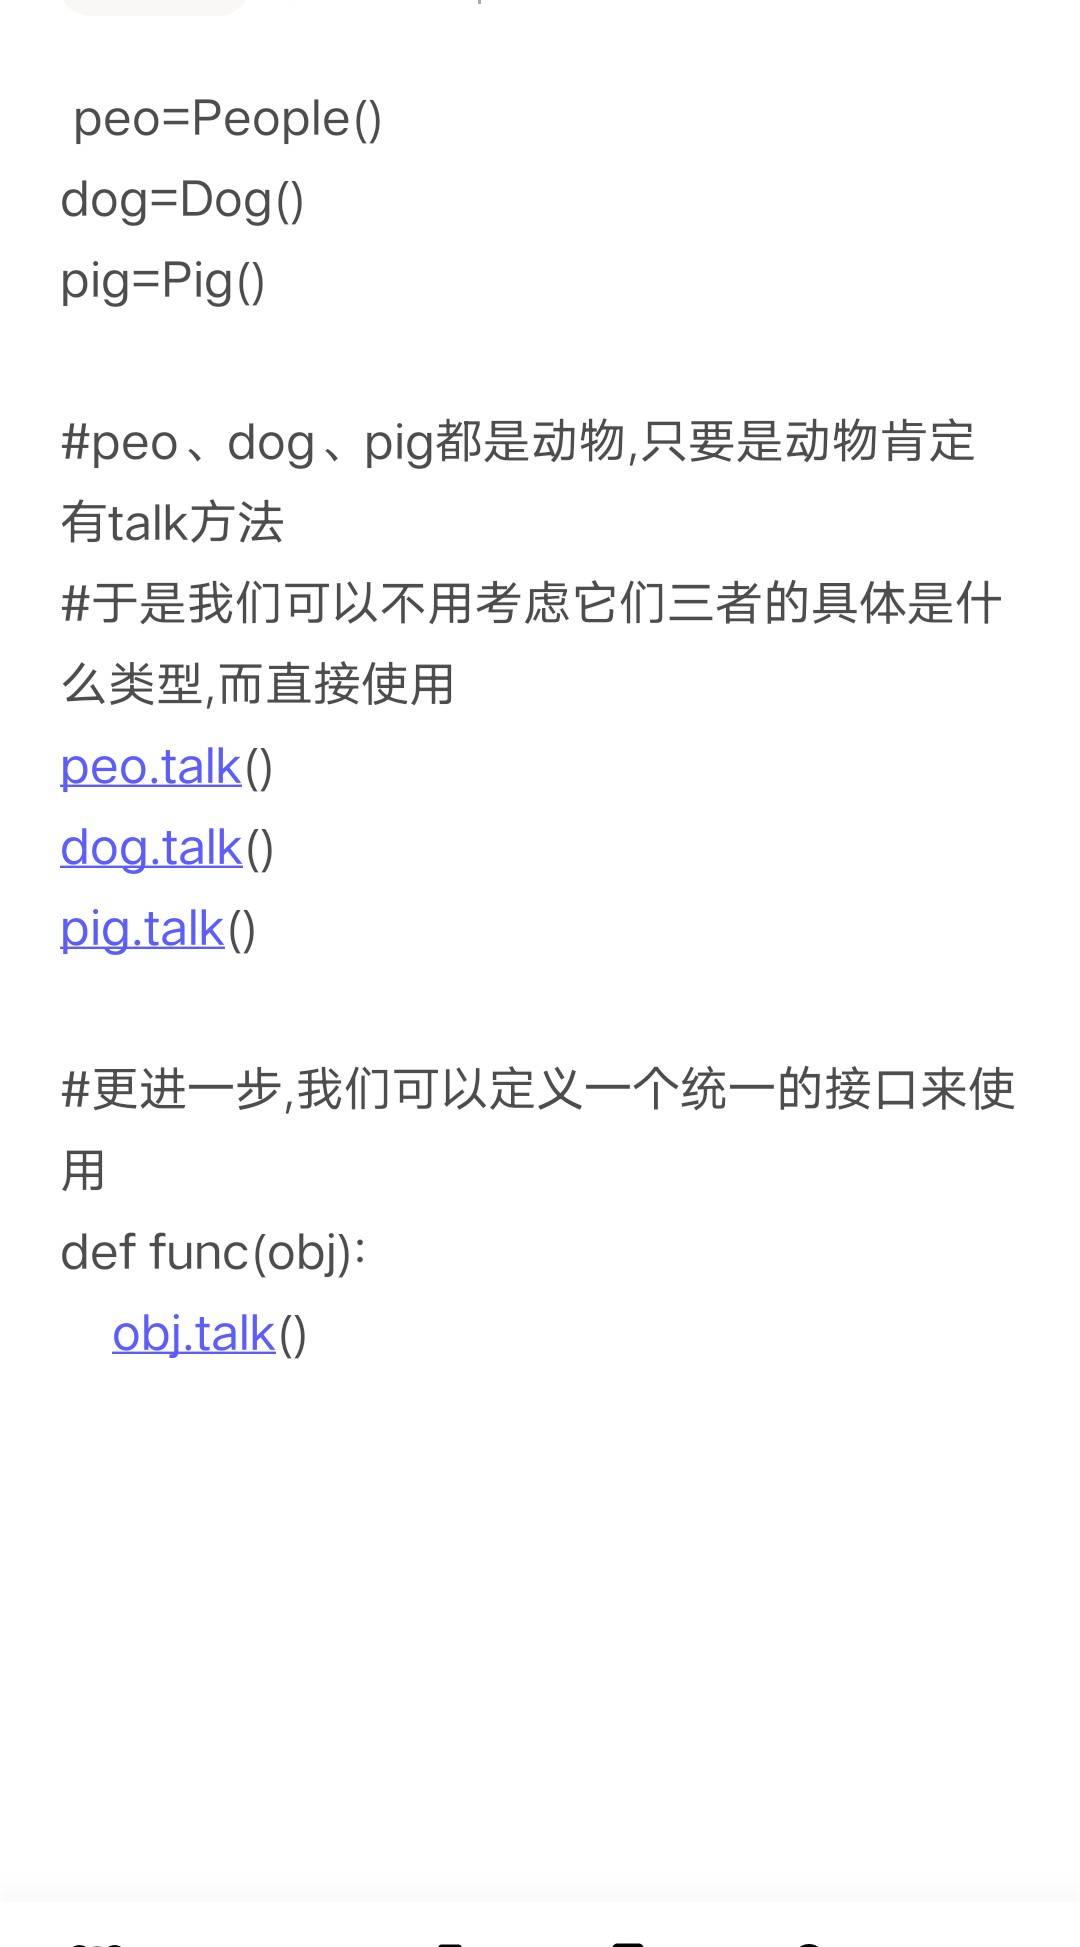 peo=People()
dog=Dog()
pig=Pig()
#peo、dog、pig都是动物,只要是动物肯定
有talk方法
#于是我们可以不用考虑它们三者的具体是什
么类型,而直接使用
peo.talk()
dog.talk()
pig.talk()
#更进一步,我们可以定义一个统一的接口来使
用
def func(obj):
    obj.talk()